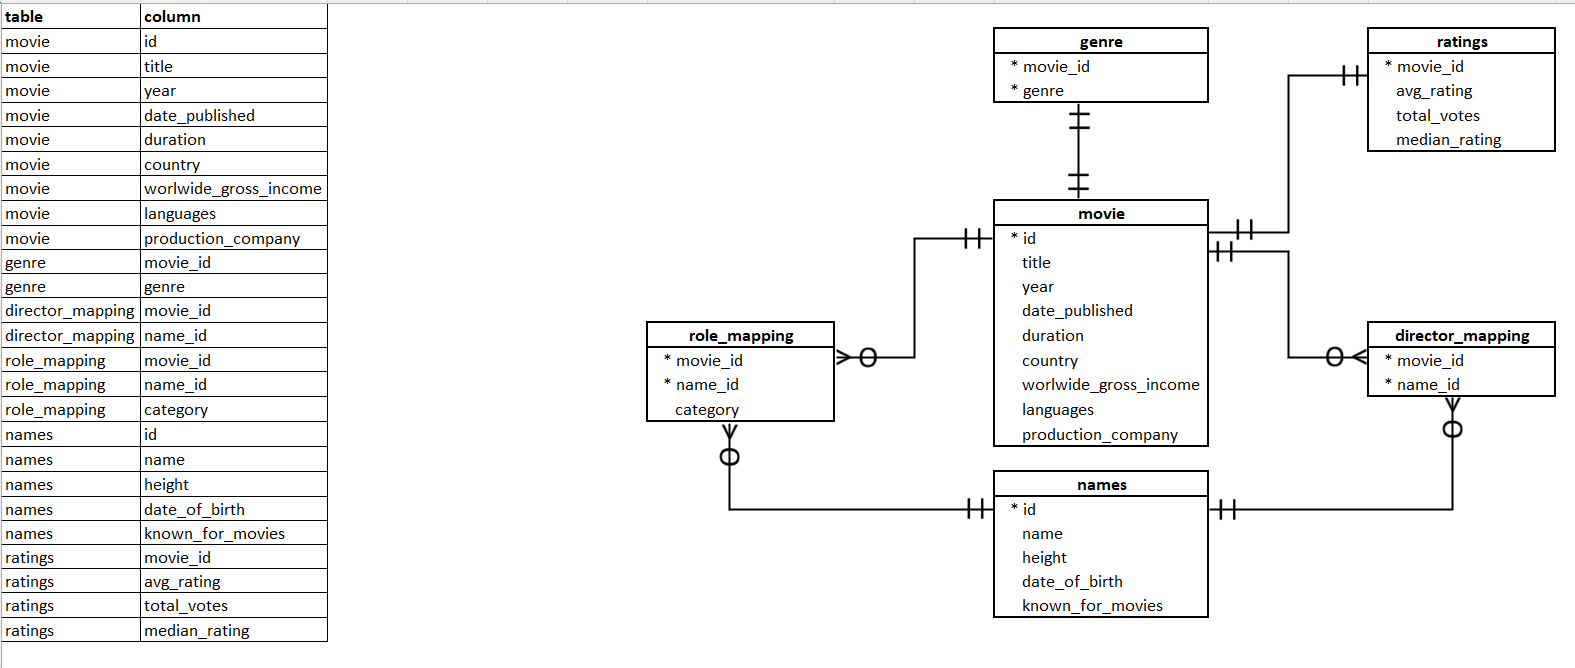 table column
movie id
movie title
movie year
movie date_published
movie duration
movie country
movie worlwide_gross_income
movie languages
movie production_company
genre movie_id
genre genre
director_mapping movie_id
director_mapping name_id
role_mapping movie_id
role_mapping name_id
role_mapping category
names id
names name
names height
names date_of_birth
names known_for_movies
ratings movie_id
ratings avg_rating
ratings total_votes
ratings median_rating
genre
* movie_id
* genre
ratings
* movie_id
avg_rating
total_votes
median_rating
movie
* id
title
year
date_published
duration
country
worlwide_gross_income
languages
production_company
role_mapping
* movie_id
* name_id
category
director_mapping
* movie_id
* name_id
names
* id
name
height
date_of_birth
known_for_movies